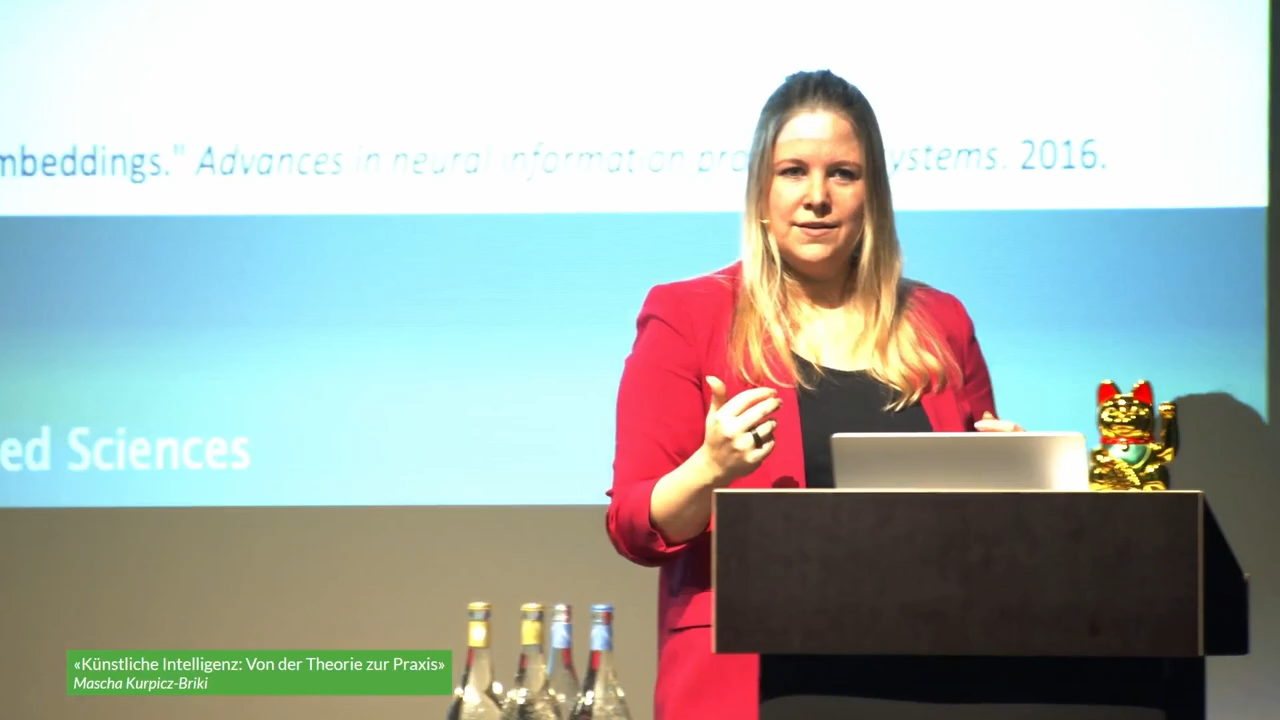 mbeddings." Advances in neural information pro ystems. 2016.
ed Sciences
«Künstliche Intelligenz: Von der Theorie zur Praxis»
Mascha Kurpicz-Briki